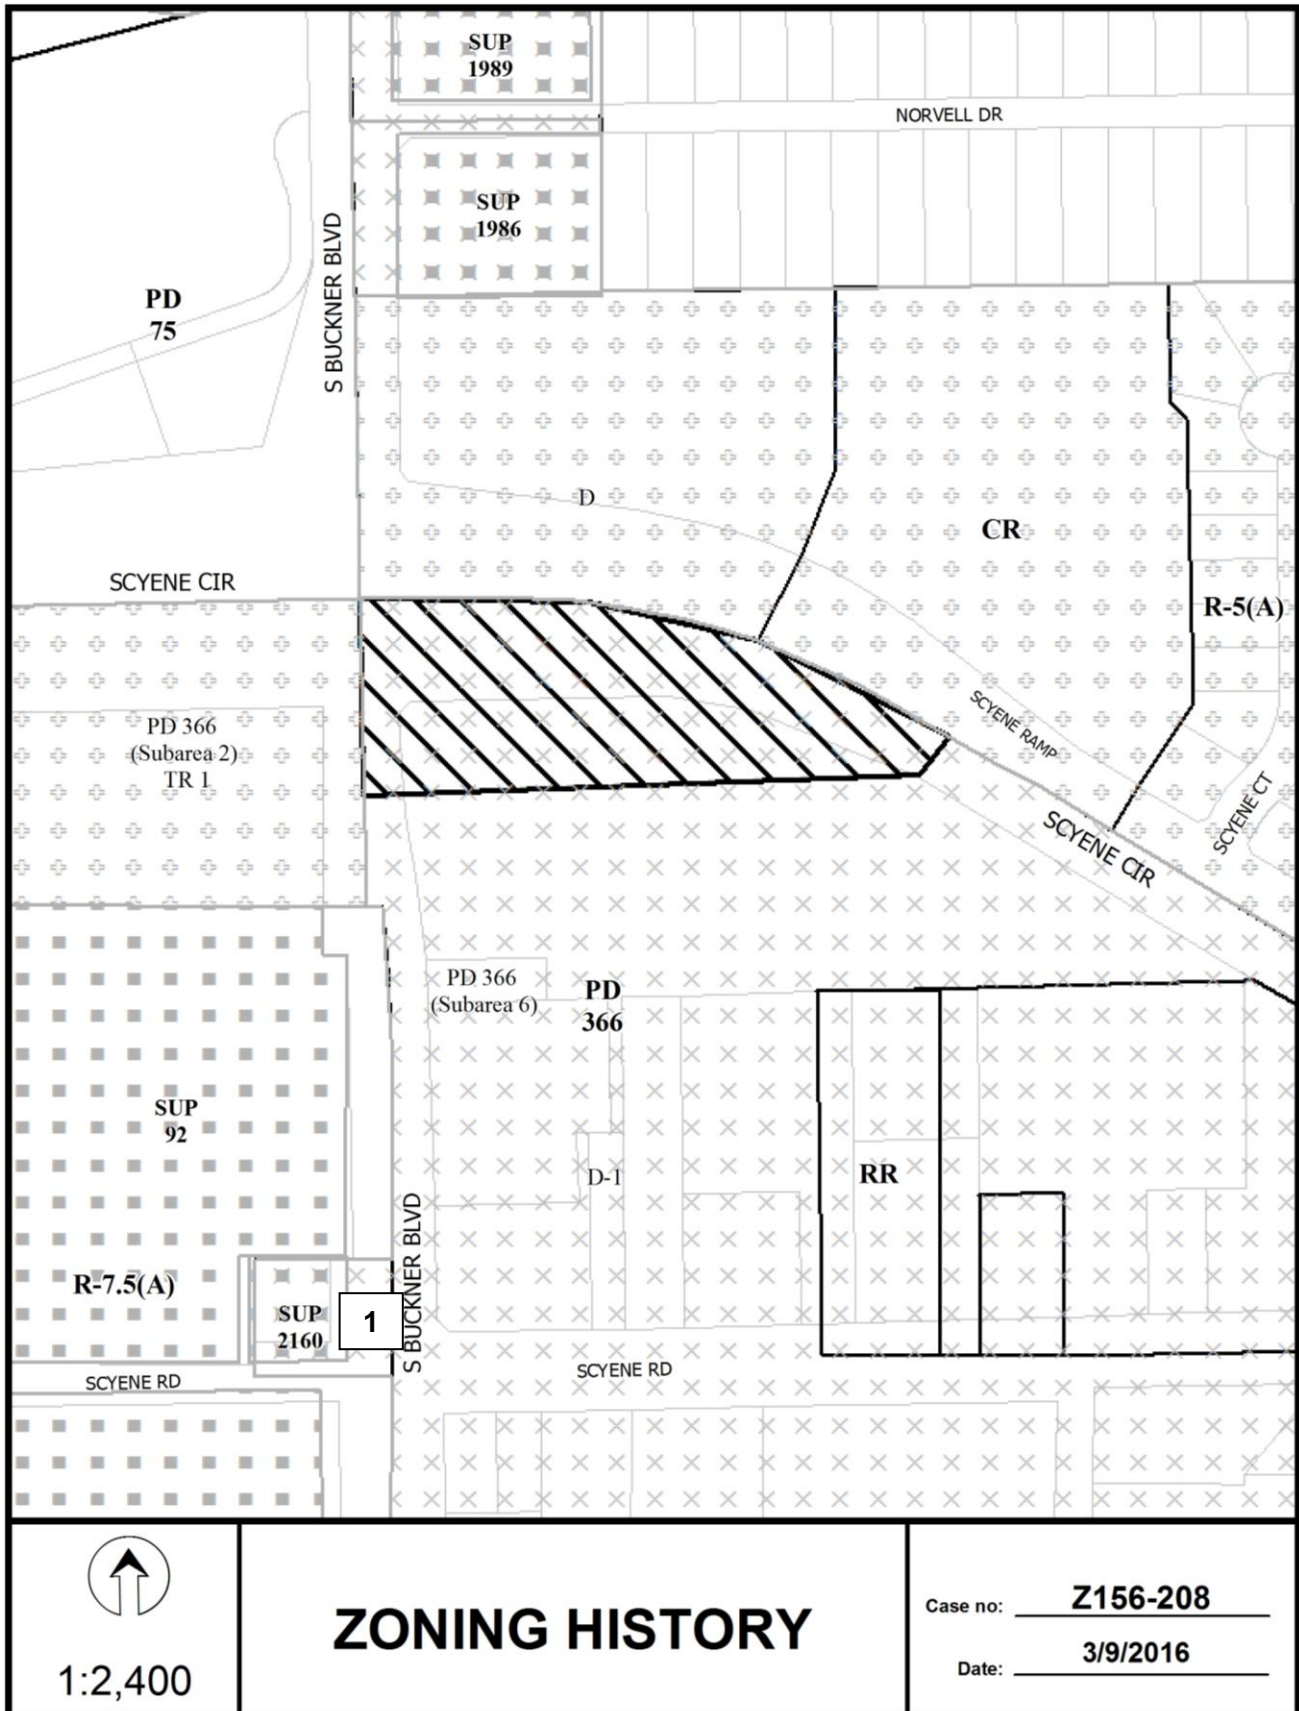 SUP
1989
NORVELL DR
SUP
1986
S BUCKNER BLVD
PD
75
D
CR
SCYENE CIR
R-5(A)
SCYENE RAMP
PD 366
(Subarea 2)
TR 1
SCYENE CT
SCYENE CIR
PD 366
(Subarea 6)
PD
366
SUP
92
D-1
RR
S BUCKNER BLVD
R-7.5(A)
SUP
2160
1
SCYENE RD
SCYENE RD
1:2,400
ZONING HISTORY
Case no: Z156-208
Date: 3/9/2016